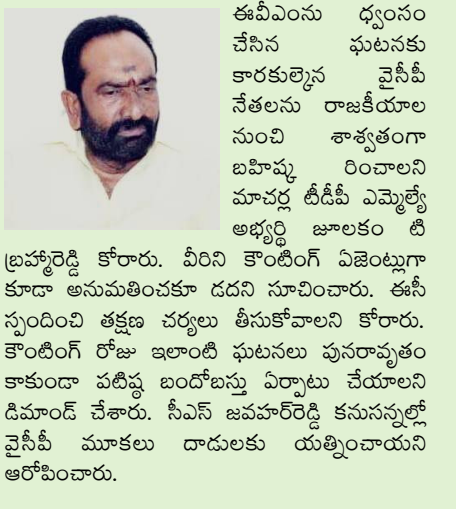 ఈవీఎంను ధ్వంసం
చేసిన ఘటనకు
కారకుల్కెన వైసీపీ
నేతలను రాజకీయాల
నుంచి శాశ్వతంగా
బహిష్క రించాలని
మాచర్ల టీడీపీ ఎమ్మెల్యే
అభ్యర్థి జూలకం టి
బ్రహ్మారెడ్డి కోరారు. వీరిని కౌంటింగ్ ఏజెంట్లుగా
కూడా అనుమతించకూ డదని సూచించారు. ఈసీ
స్పందించి తక్షణ చర్యలు తీసుకోవాలని కోరారు.
కౌంటింగ్ రోజు ఇలాంటి ఘటనలు పునరావృతం
కాకుండా పటిష్ఠ బందోబస్తు ఏర్పాటు చేయాలని
డిమాండ్ చేశారు. సీఎస్ జవహర్‌రెడ్డి కనుసన్నల్లో
వైసీపీ మూకలు దాడులకు యత్నించాయని
ఆరోపించారు.